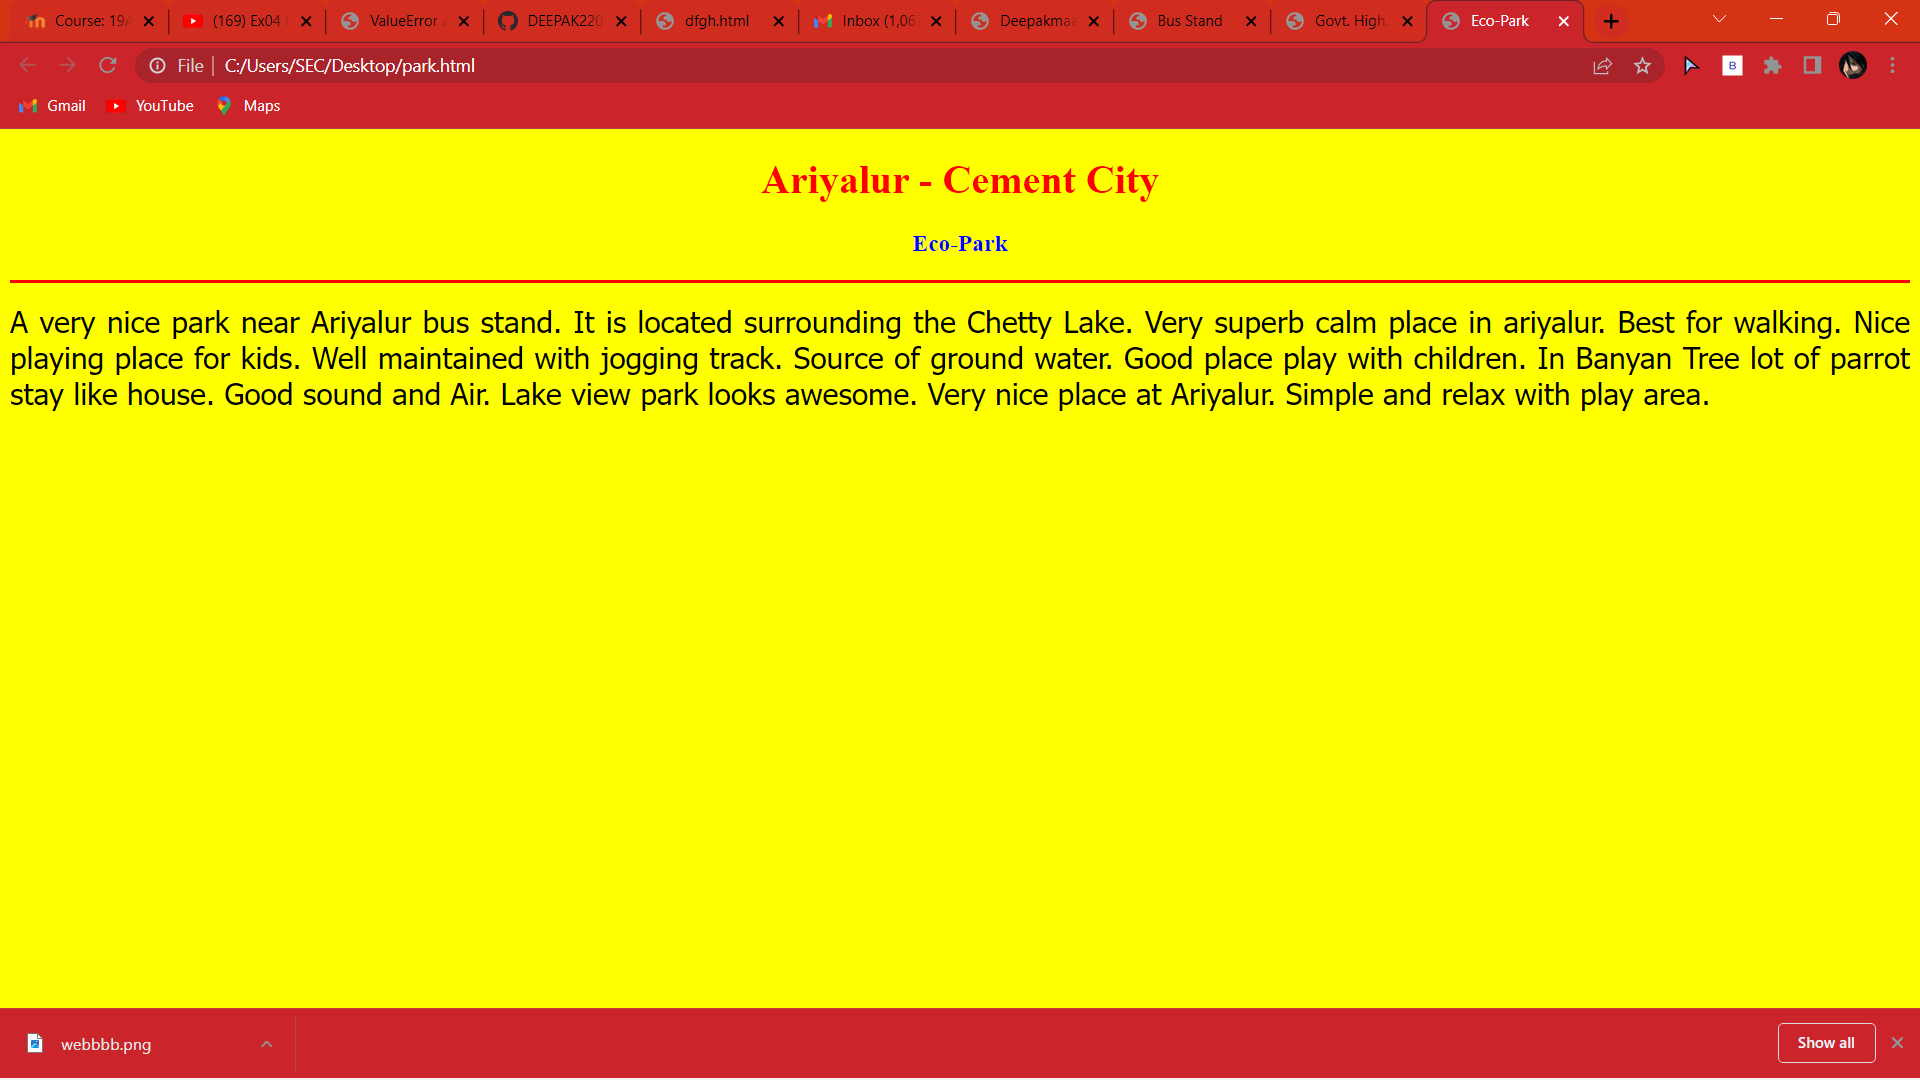 Course: 19A
(169) Ex04
ValueError
DEEPAK220
dfgh.html
Inbox (1,06
Deepakma
Bus Stand
Govt. High
Eco-Park
File
C:/Users/SEC/Desktop/park.html
B
Gmail
YouTube
Maps
Ariyalur - Cement City
Eco-Park
A very nice park near Ariyalur bus stand. It is located surrounding the Chetty Lake. Very superb calm place in ariyalur. Best for walking. Nice
playing place for kids. Well maintained with jogging track. Source of ground water. Good place play with children. In Banyan Tree lot of parrot
stay like house. Good sound and Air. Lake view park looks awesome. Very nice place at Ariyalur. Simple and relax with play area.
webbbb.png
Show all